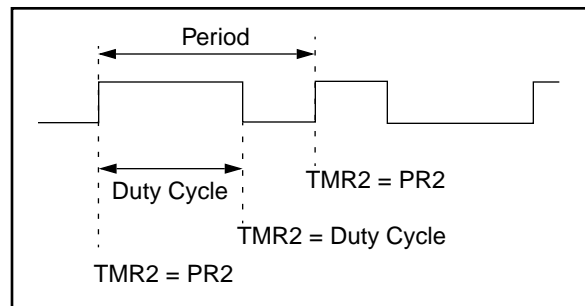 Period
Duty Cycle
TMR2 = PR2
TMR2 = Duty Cycle
TMR2 = PR2